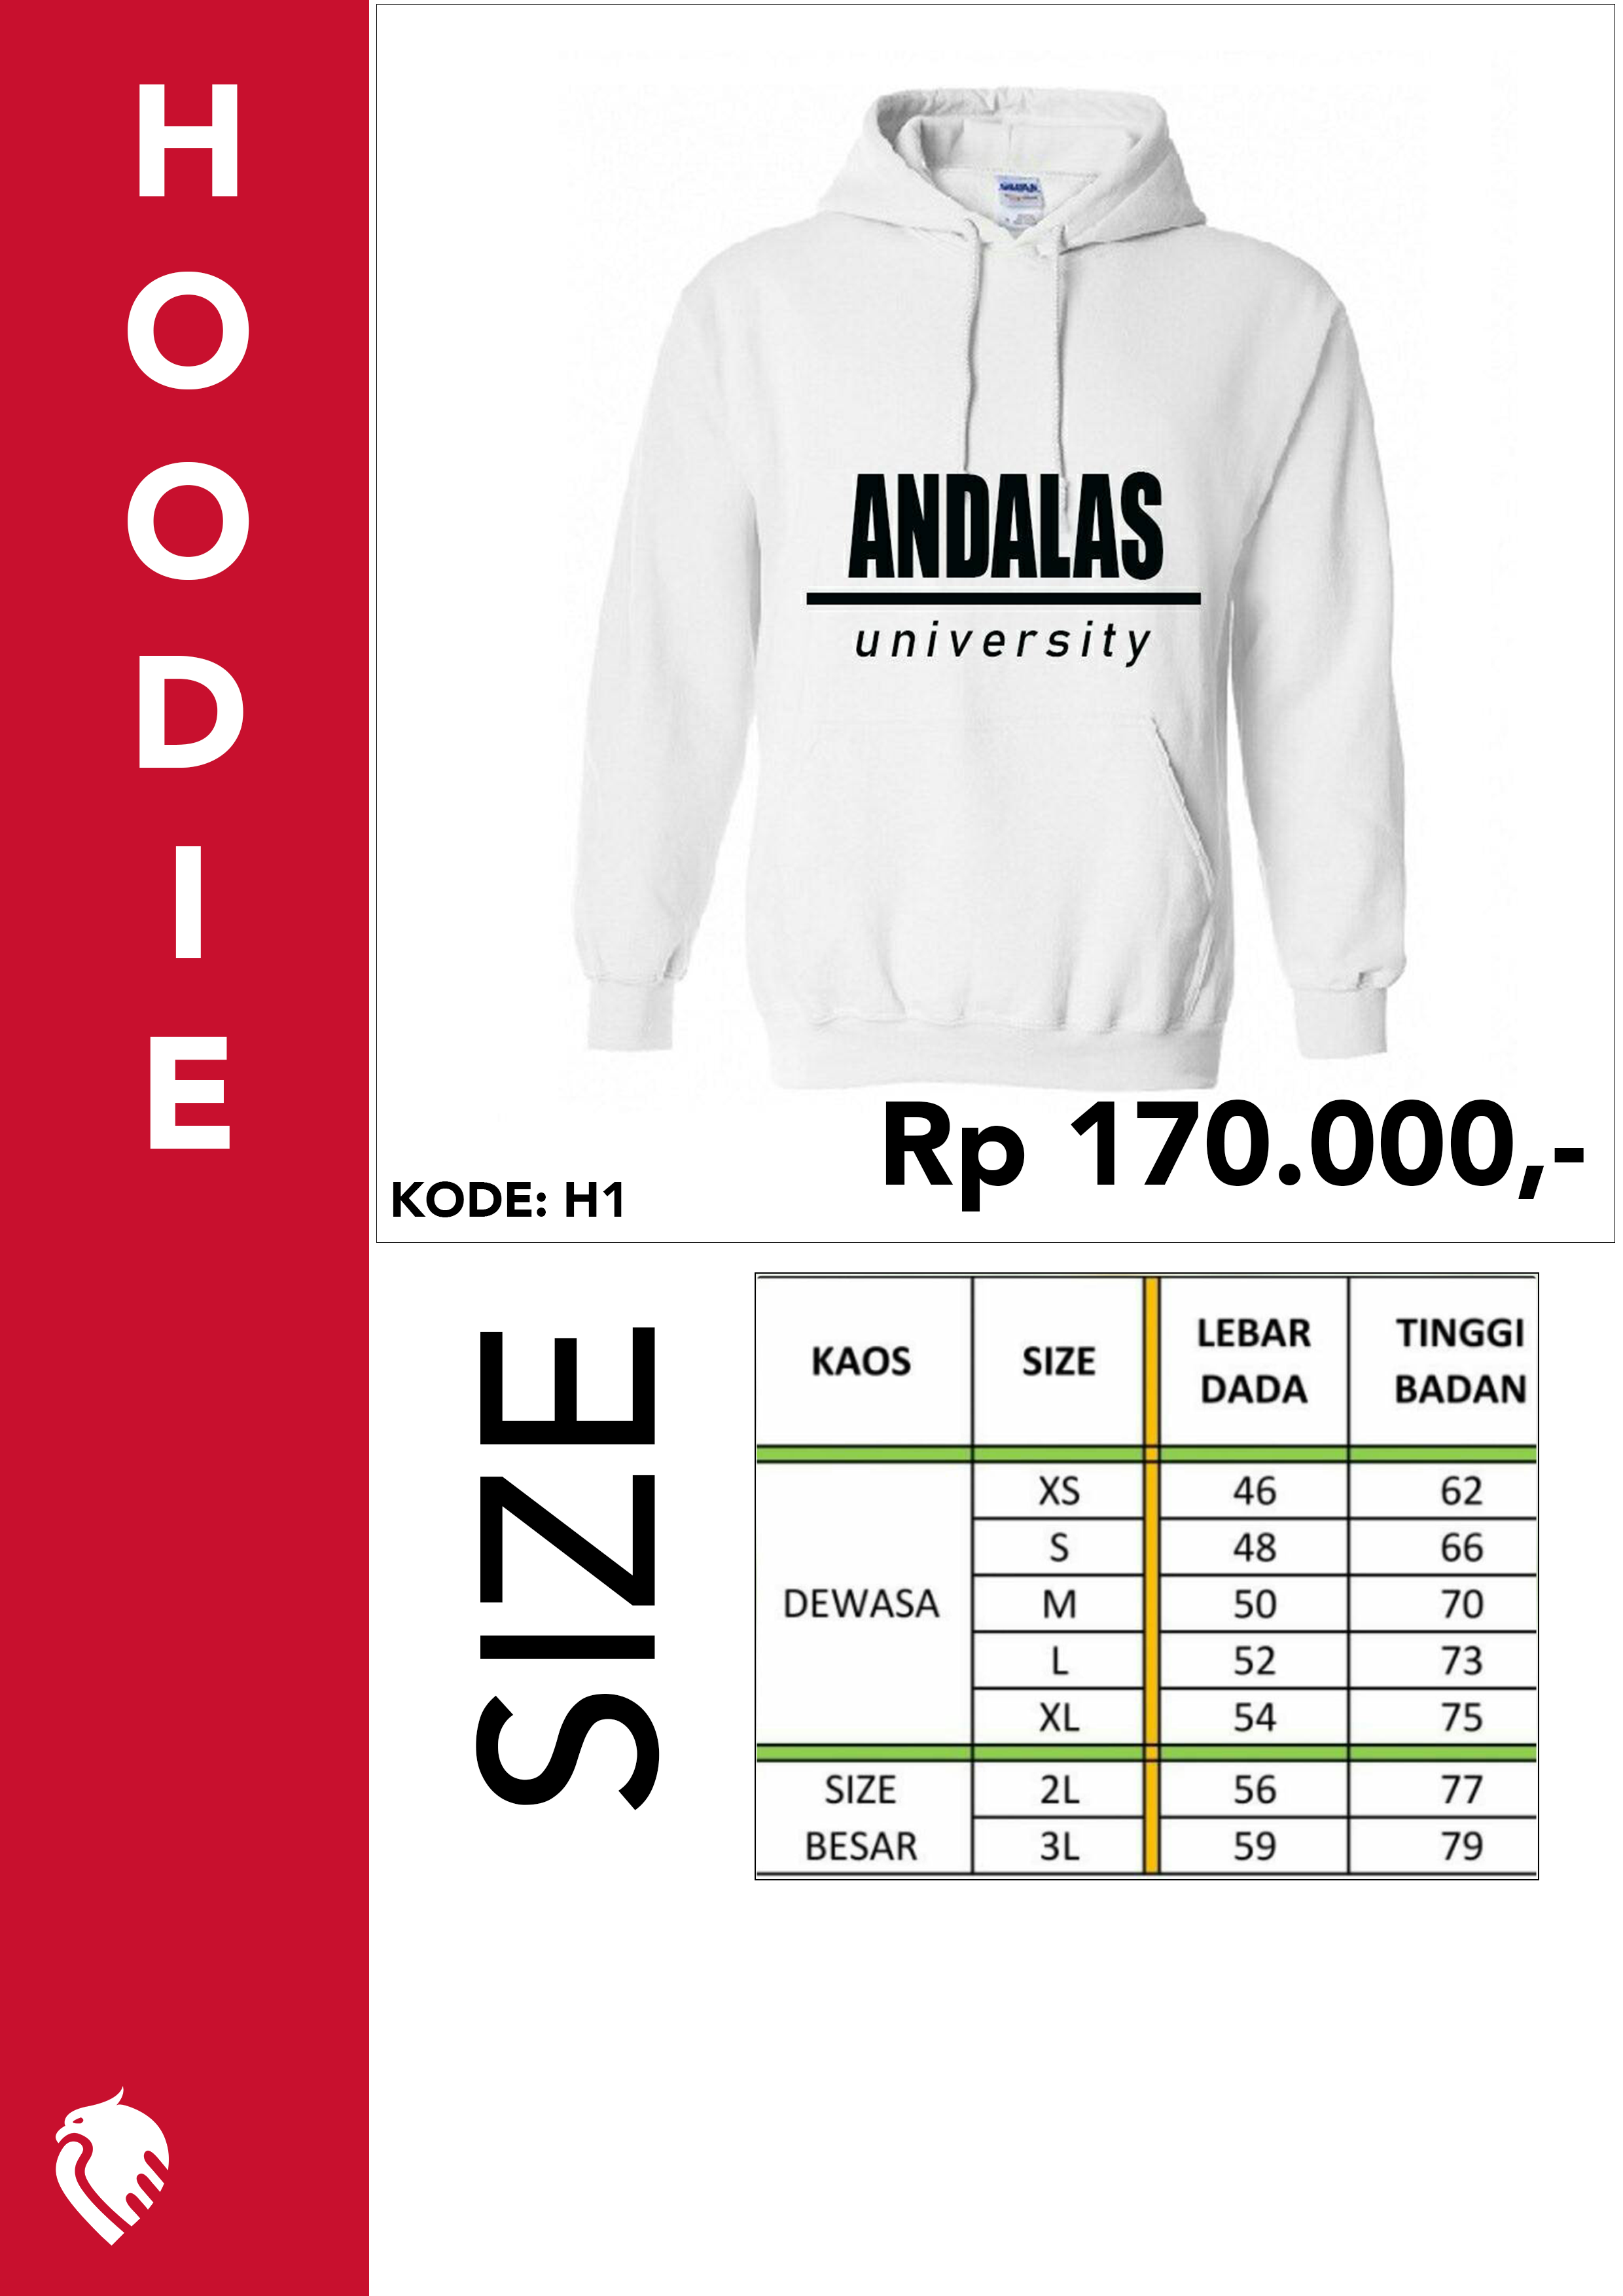 HOODIE
ANDALAS
university
Rp 170.000,-
KODE: H1
SIZE
KAOS SIZE LEBAR DADA TINGGI BADAN
DEWASA
XS 46 62
S 48 66
M 50 70
L 52 73
XL 54 75
SIZE BESAR
2L 56 77
3L 59 79